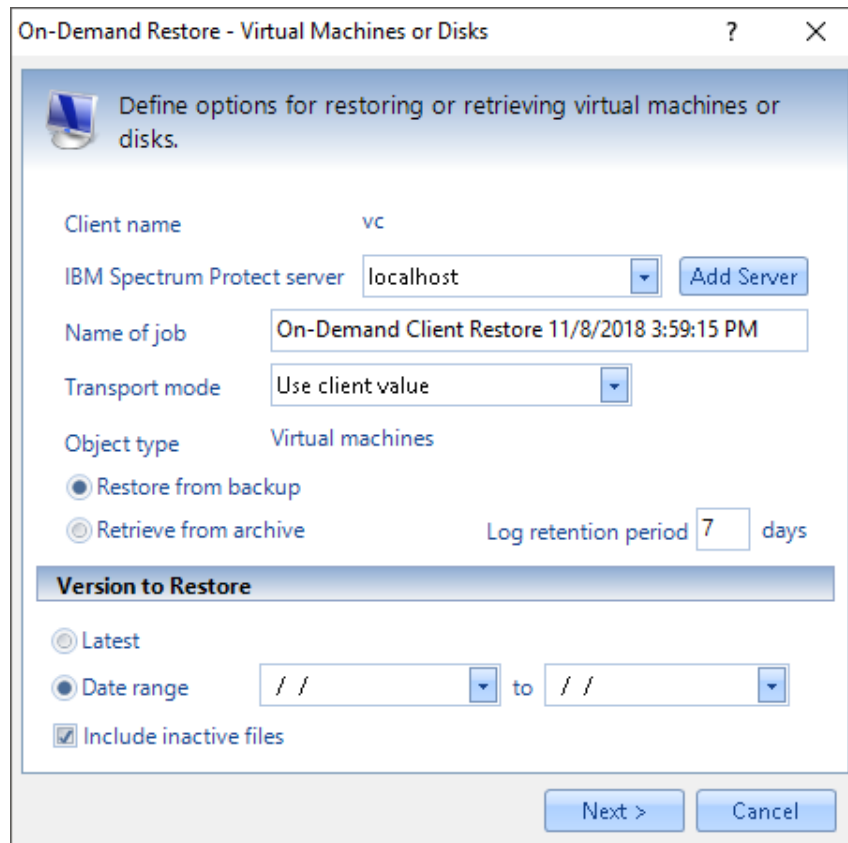 On-Demand Restore - Virtual Machines or Disks ?
Define options for restoring or retrieving virtual machines or
disks.
Client name vc
IBM Spectrum Protect server localhost Add Server
Name of job On-Demand Client Restore 11/8/2018 3:59:15 PM
Transport mode Use client value
Object type Virtual machines
Restore from backup
Retrieve from archive Log retention period 7 days
Version to Restore
Latest
Date range / / to / /
Include inactive files
Next > Cancel